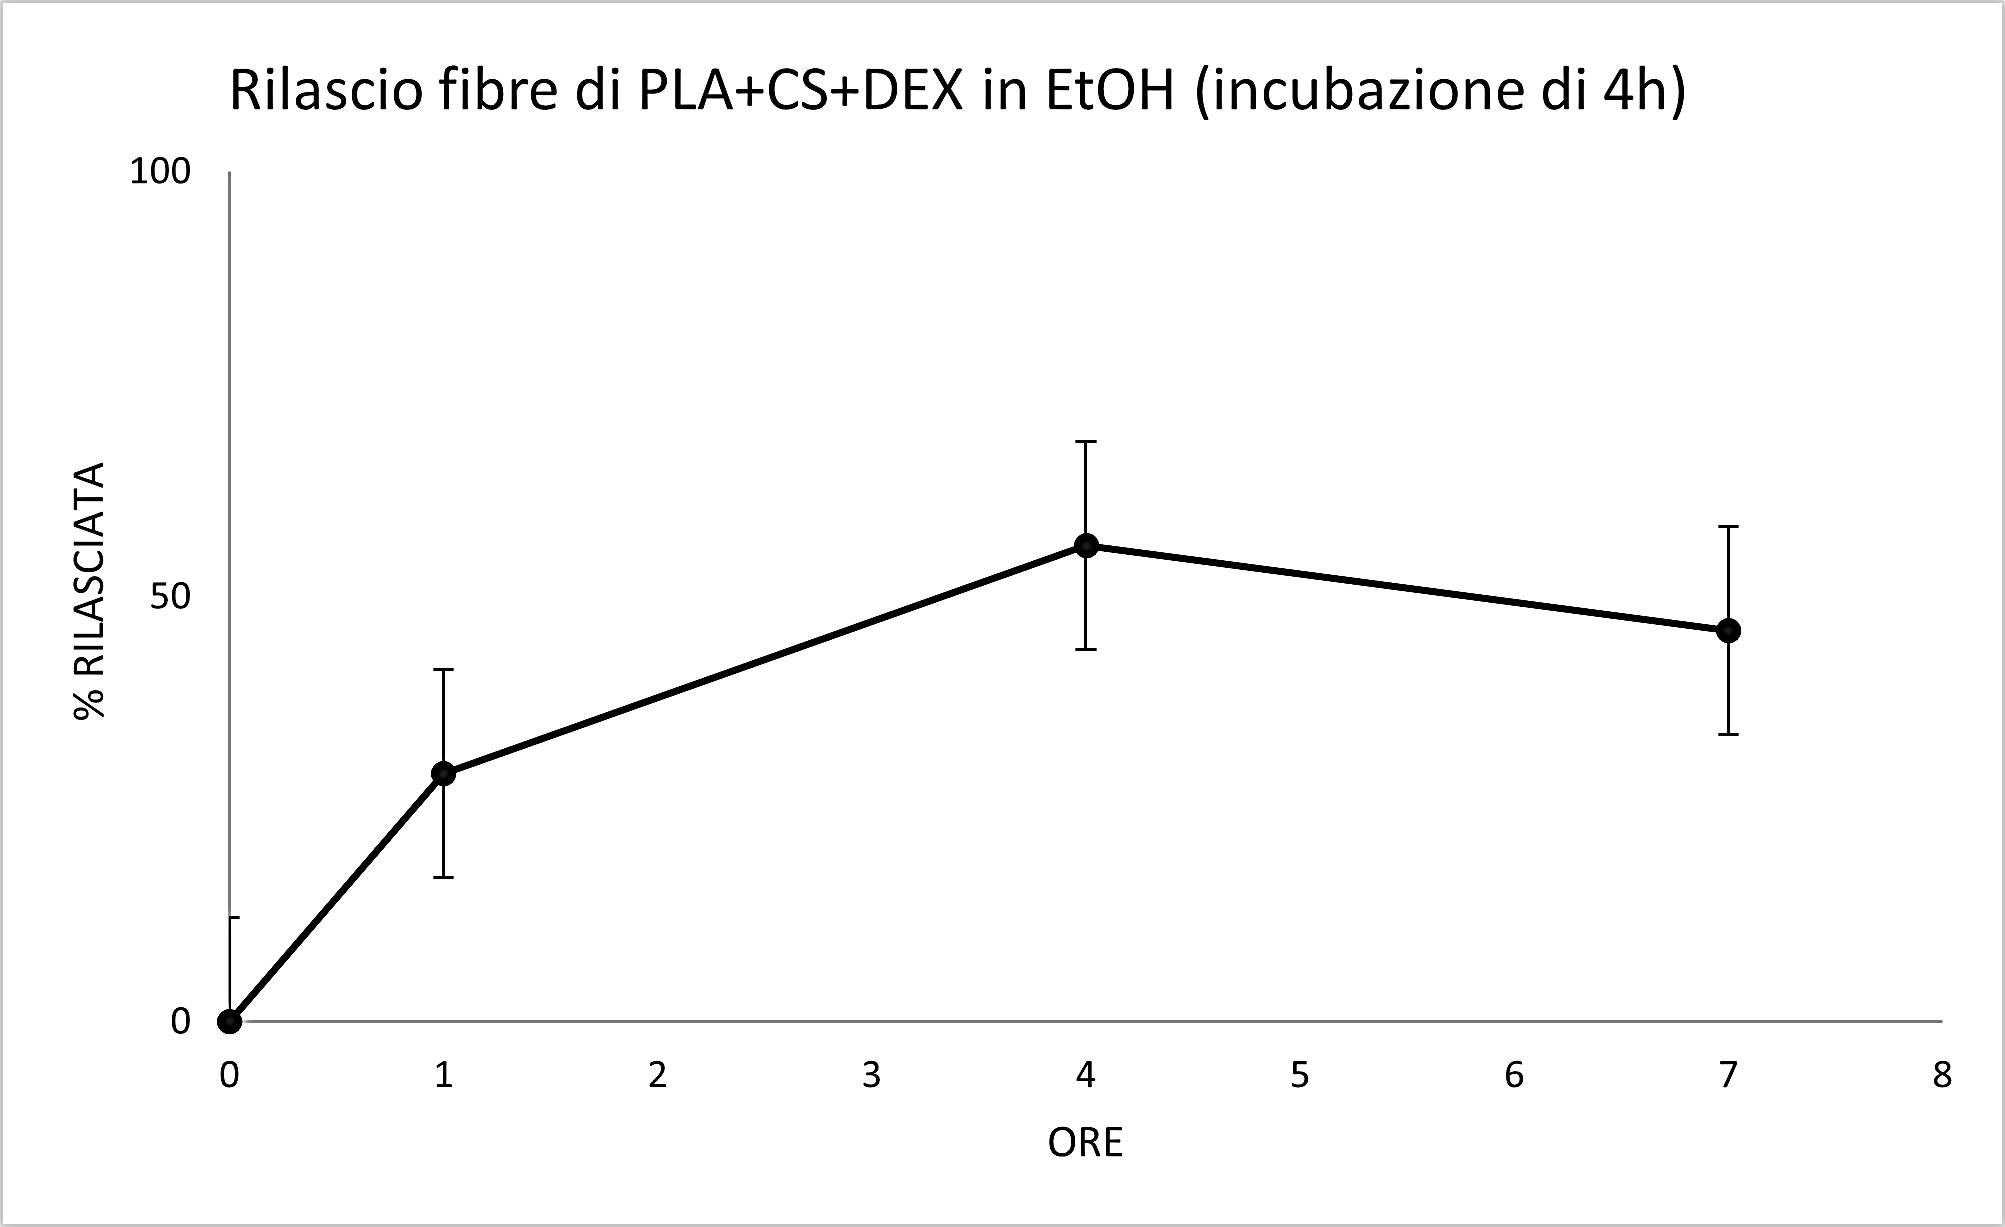 Rilascio fibre di PLA+CS+DEX in EtOH (incubazione di 4h)
100
50
0
% RILASCIATA
0 1 2 3 4 5 6 7 8
ORE